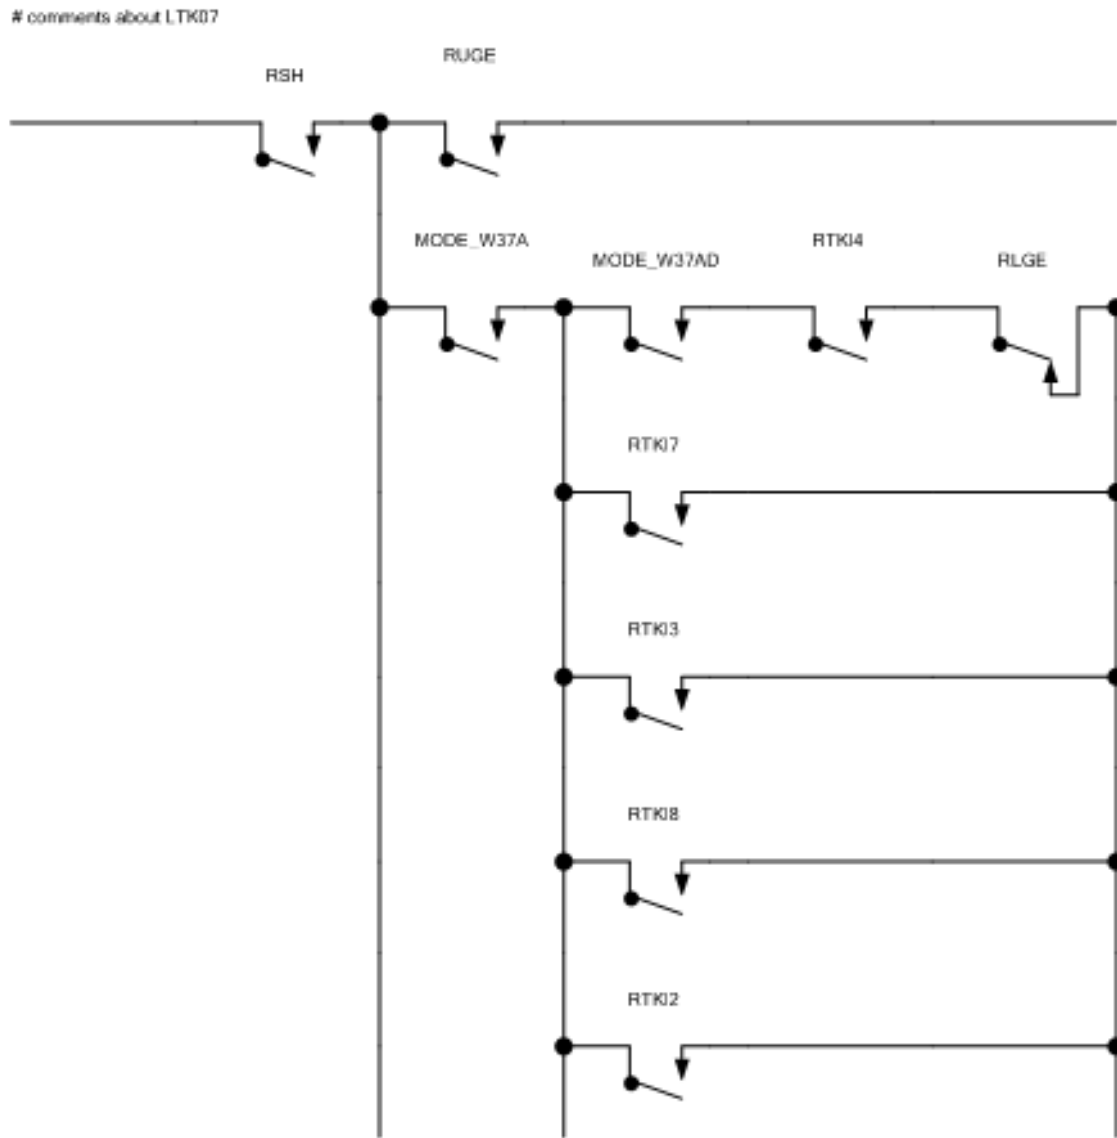 # comments about LTK07
RUGE
RSH
MODE_W37A
RTKI4
MODE_W37AD
RLGE
RTKI7
RTKI3
RTKI8
RTKI2